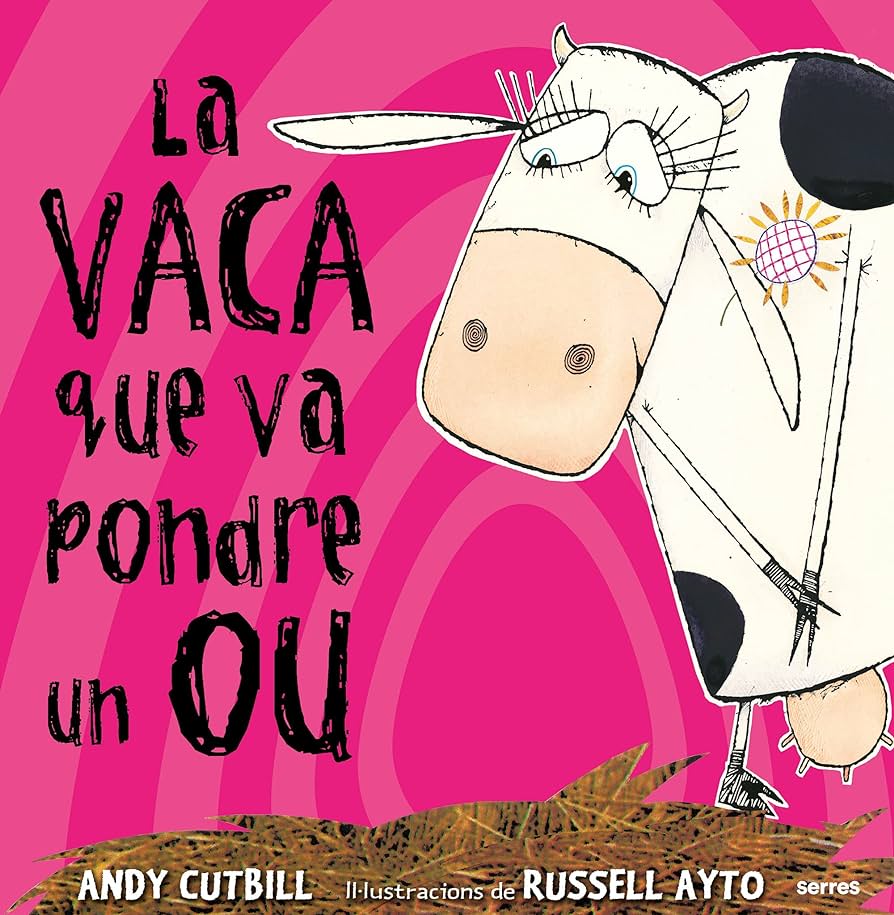 La
VACA
que va
pondre
un OU
ANDY CUTBILL Il·lustracions de RUSSELL AYTO serres